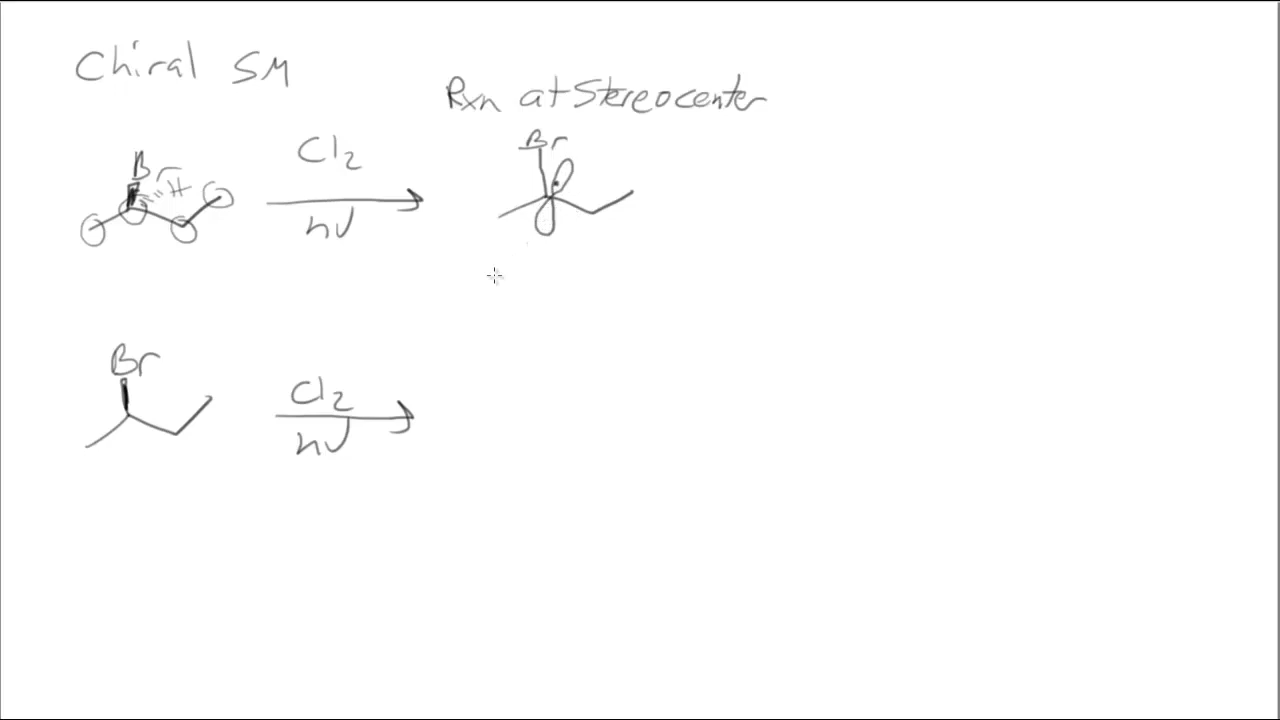 Chiral SM
Rxn at Stereocenter
Br
H
Cl2
hν
Br
Br
Cl2
hν